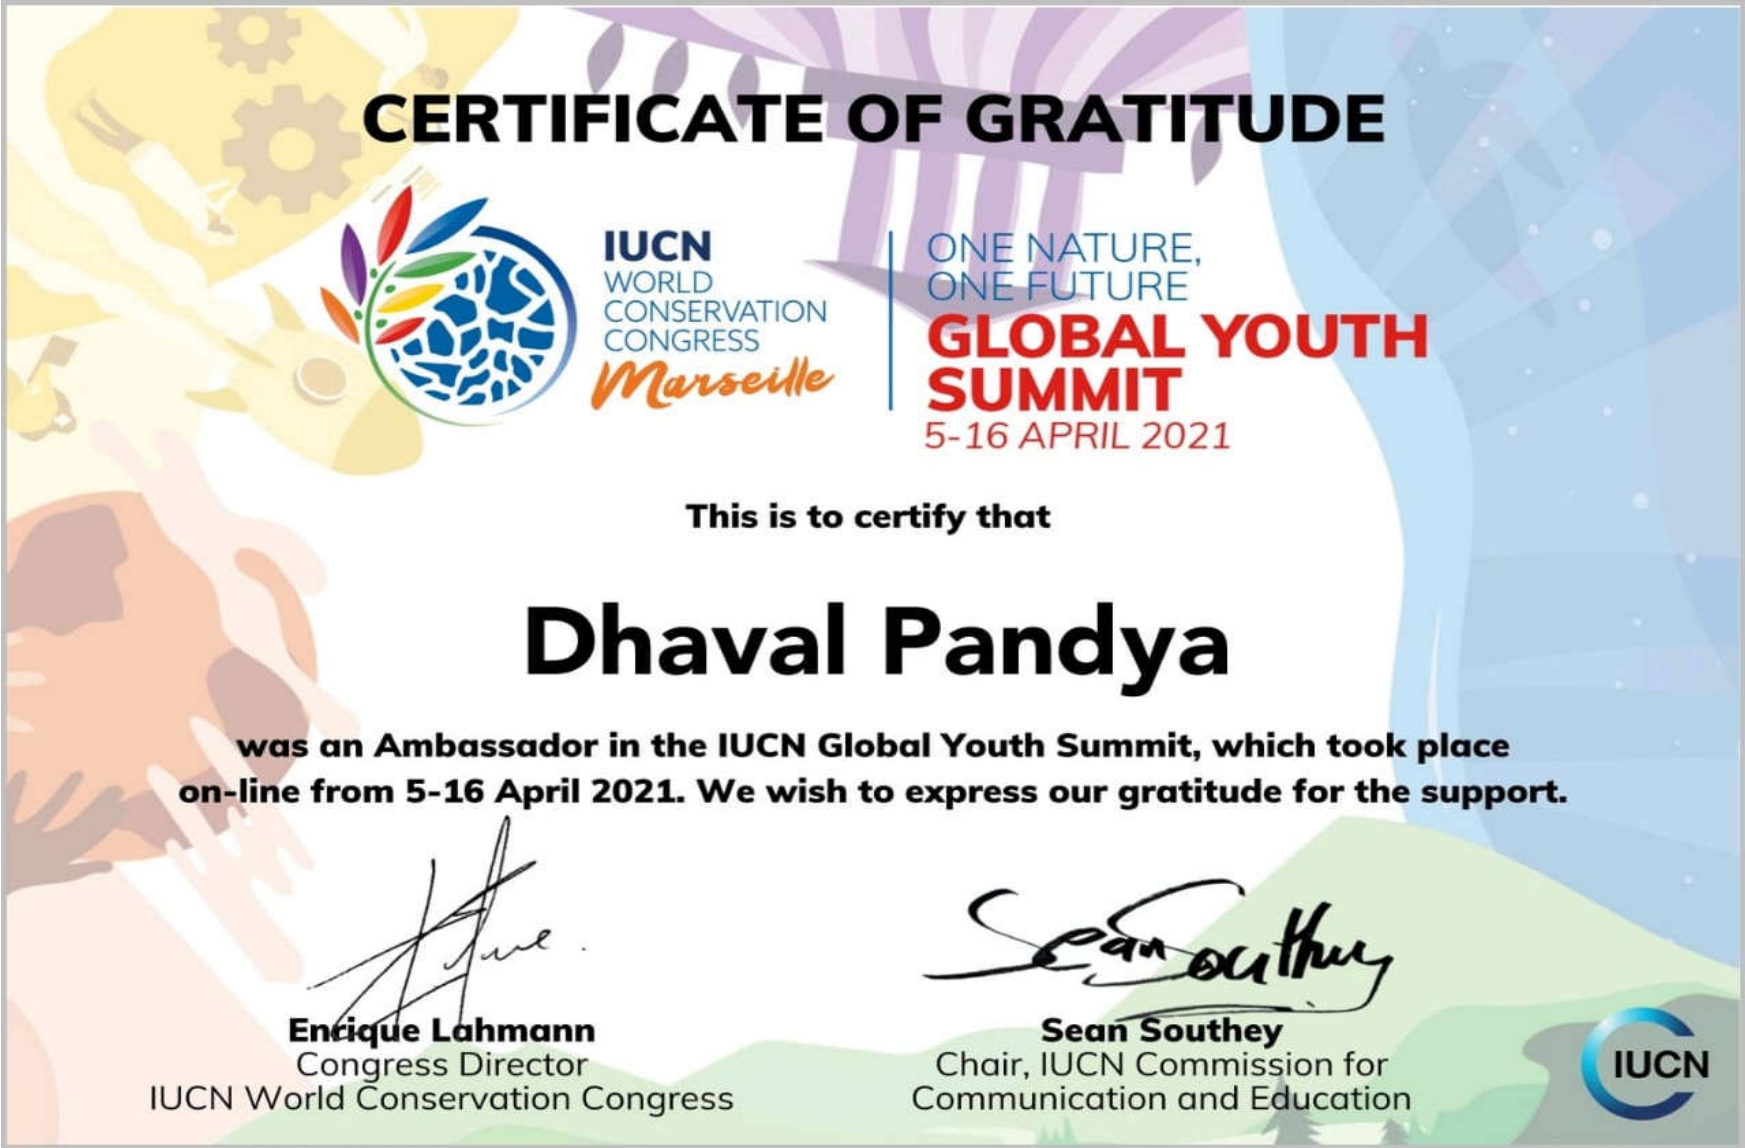 CERTIFICATE OF GRATITUDE
IUCN
WORLD
CONSERVATION
CONGRESS
Marseille
ONE NATURE,
ONE FUTURE
GLOBAL YOUTH
SUMMIT
5-16 APRIL 2021
This is to certify that
Dhaval Pandya
was an Ambassador in the IUCN Global Youth Summit, which took place
on-line from 5-16 April 2021. We wish to express our gratitude for the support.
Sean Southey
Enrique Lahmann
Congress Director
IUCN World Conservation Congress
Sean Southey
Chair, IUCN Commission for
Communication and Education
IUCN